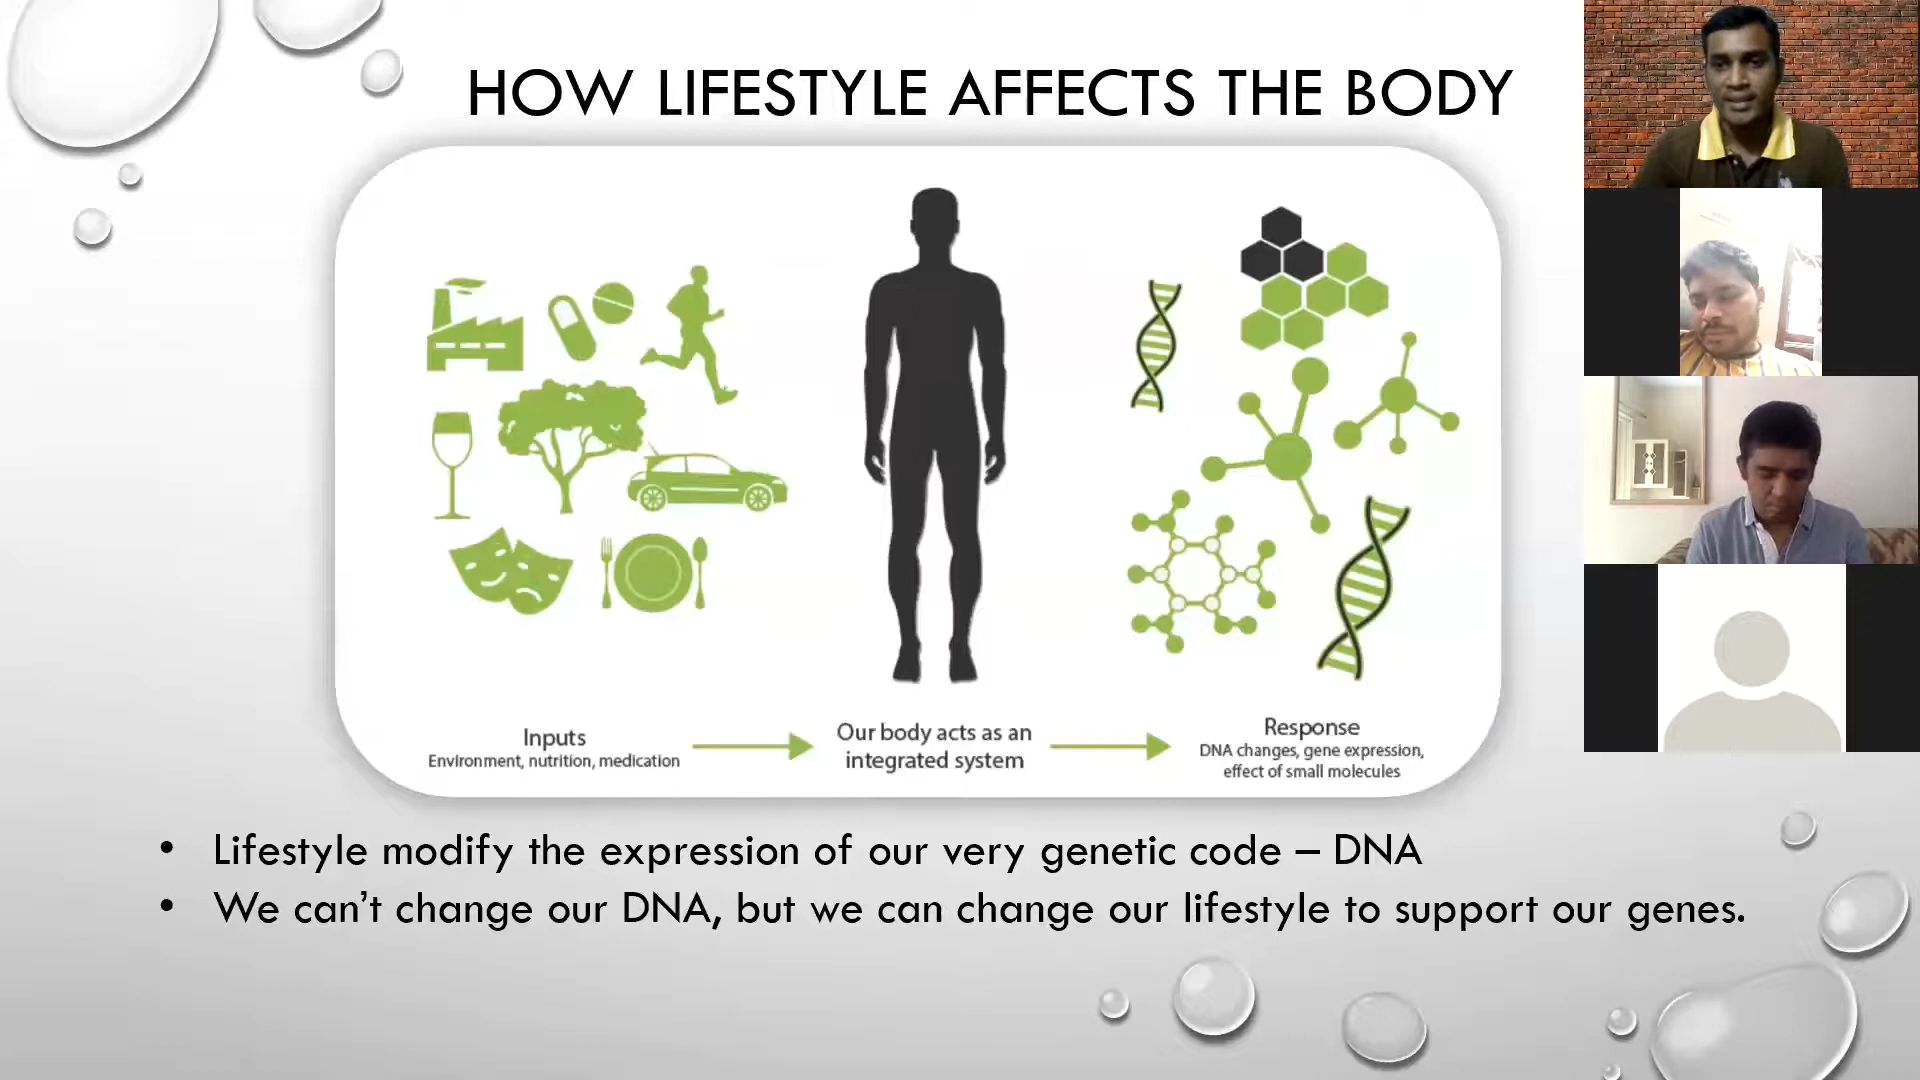 HOW LIFESTYLE AFFECTS THE BODY
Inputs
Environment, nutrition, medication
Our body acts as an
integrated system
Response
DNA changes, gene expression,
effect of small molecules
• Lifestyle modify the expression of our very genetic code – DNA
• We can't change our DNA, but we can change our lifestyle to support our genes.